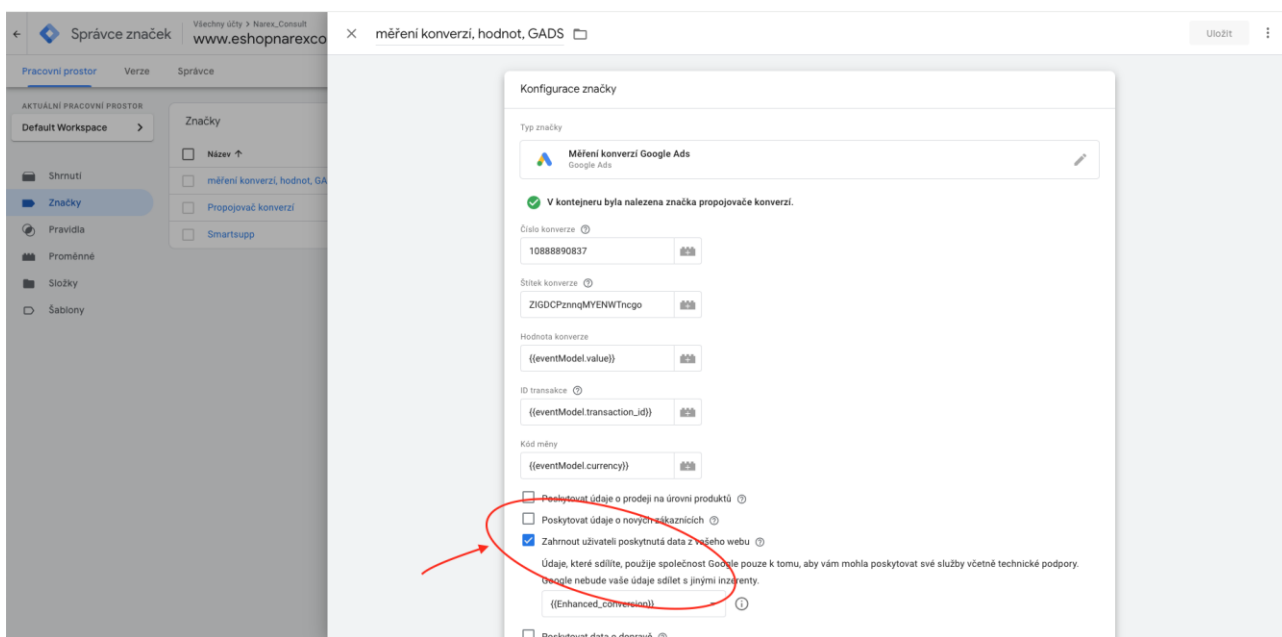 Všechny účty > Narex_Consult
Správce značek
www.eshopnarexco
měření konverzí, hodnot, GADS
Uložit
Pracovní prostor
Verze
Správce
AKTUÁLNÍ PRACOVNÍ PROSTOR
Default Workspace
Shrnutí
Značky
Pravidla
Proměnné
Složky
Šablony
Značky
Název
měření konverzí, hodnot, GA
Propojovač konverzí
Smartsupp
Konfigurace značky
Typ značky
Měření konverzí Google Ads
Google Ads
V kontejneru byla nalezena značka propojovače konverzí.
Číslo konverze
10888890837
Štítek konverze
ZIGDCPznnqMYENWTncgo
Hodnota konverze
{{eventModel.value}}
ID transakce
{{eventModel.transaction_id}}
Kód měny
{{eventModel.currency}}
Poskytovat údaje o prodeji na úrovni produktů
Poskytovat údaje o nových zákaznících
Zahrnout uživateli poskytnutá data z vašeho webu
Údaje, které sdílíte, použije společnost Google pouze k tomu, aby vám mohla poskytovat své služby včetně technické podpory.
Google nebude vaše údaje sdílet s jinými inzerenty.
{{Enhanced_conversion}}
Poskytovat data o dopravě